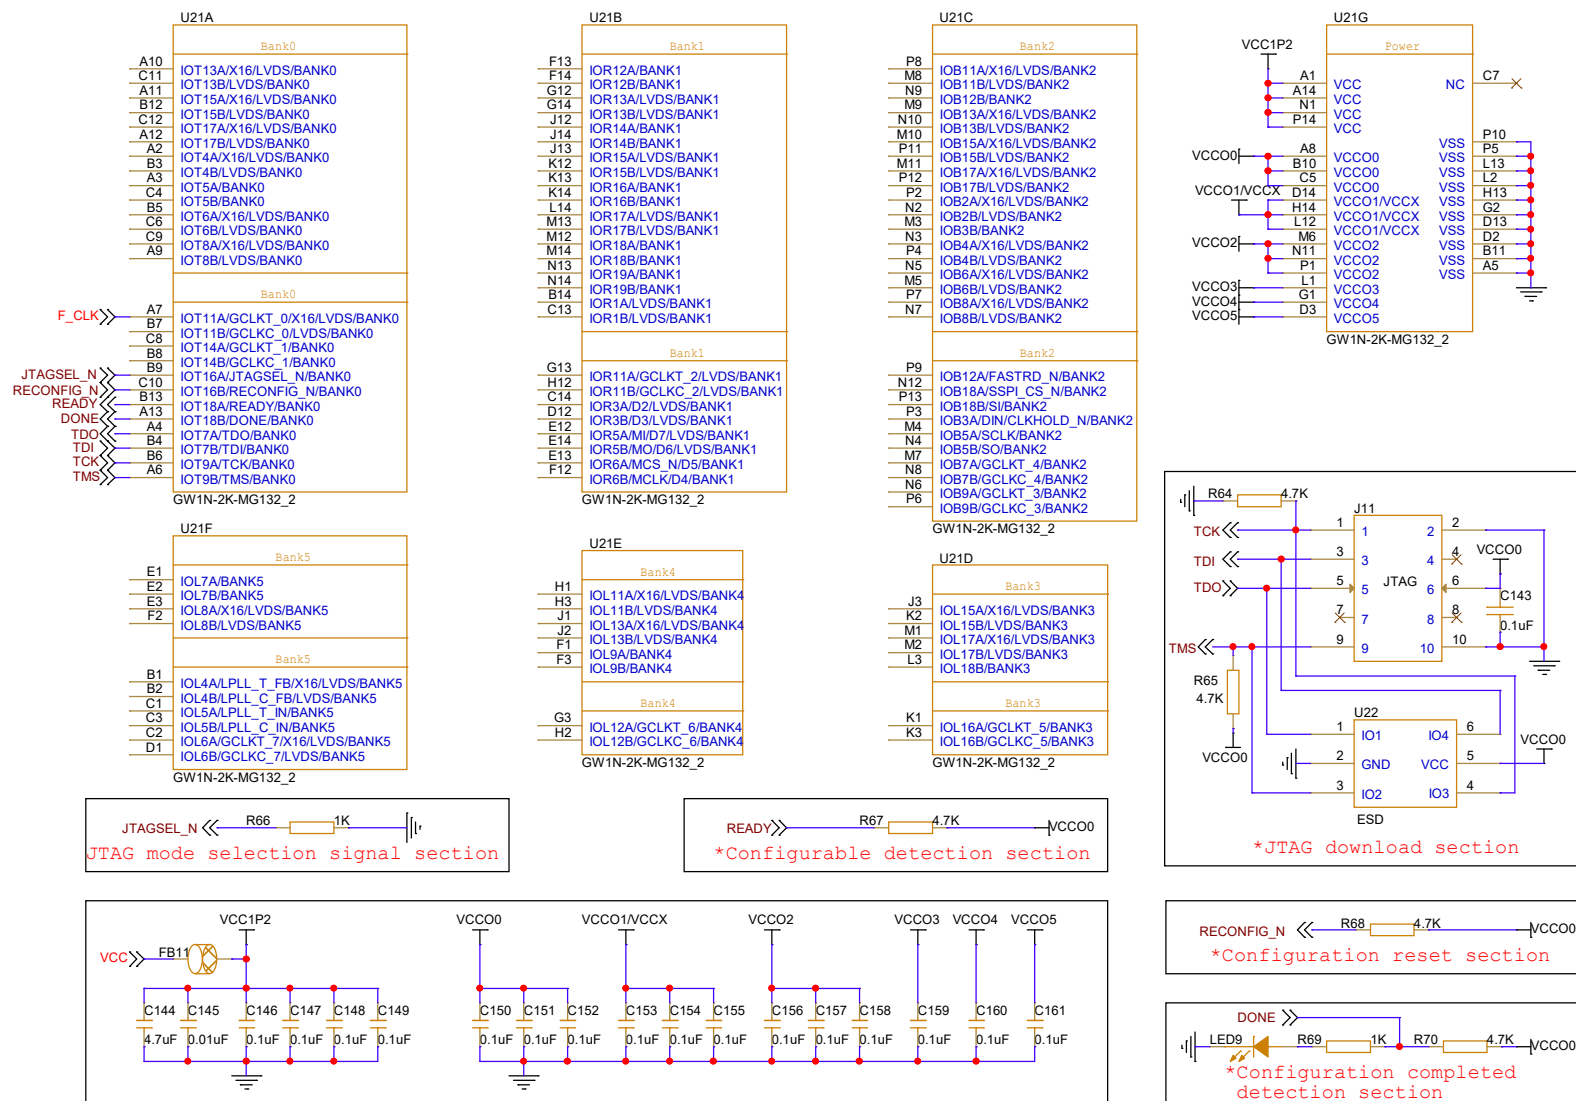 U21A
Bank0
A10 IOT13A/X16/LVDS/BANK0
C11 IOT13B/LVDS/BANK0
A11 IOT15A/X16/LVDS/BANK0
B12 IOT15B/LVDS/BANK0
C12 IOT17A/X16/LVDS/BANK0
A12 IOT17B/LVDS/BANK0
A2 IOT4A/X16/LVDS/BANK0
B3 IOT4B/LVDS/BANK0
A3 IOT5A/BANK0
C4 IOT5B/BANK0
B5 IOT6A/X16/LVDS/BANK0
C6 IOT6B/LVDS/BANK0
C9 IOT8A/X16/LVDS/BANK0
A9 IOT8B/LVDS/BANK0
Bank0
F_CLK A7 IOT11A/GCLKT_0/X16/LVDS/BANK0
B7 IOT11B/GCLKC_0/LVDS/BANK0
C8 IOT14A/GCLKT_1/BANK0
B8 IOT14B/GCLKC_1/BANK0
JTAGSEL_N B9 IOT16A/JTAGSEL_N/BANK0
RECONFIG_N C10 IOT16B/RECONFIG_N/BANK0
READY B13 IOT18A/READY/BANK0
DONE A13 IOT18B/DONE/BANK0
TDO A4 IOT7A/TDO/BANK0
TDI B4 IOT7B/TDI/BANK0
TCK B6 IOT9A/TCK/BANK0
TMS A6 IOT9B/TMS/BANK0
GW1N-2K-MG132_2
U21B
Bank1
F13 IOR12A/BANK1
F14 IOR12B/BANK1
G12 IOR13A/LVDS/BANK1
G14 IOR13B/LVDS/BANK1
J12 IOR14A/BANK1
J14 IOR14B/BANK1
J13 IOR15A/LVDS/BANK1
K12 IOR15B/LVDS/BANK1
K13 IOR16A/BANK1
K14 IOR16B/BANK1
L14 IOR17A/LVDS/BANK1
M13 IOR17B/LVDS/BANK1
M12 IOR18A/BANK1
M14 IOR18B/BANK1
N13 IOR19A/BANK1
N14 IOR19B/BANK1
B14 IOR1A/LVDS/BANK1
C13 IOR1B/LVDS/BANK1
Bank1
G13 IOR11A/GCLKT_2/LVDS/BANK1
H12 IOR11B/GCLKC_2/LVDS/BANK1
C14 IOR3A/D2/LVDS/BANK1
D12 IOR3B/D3/LVDS/BANK1
E12 IOR5A/MI/D7/LVDS/BANK1
E14 IOR5B/MO/D6/LVDS/BANK1
E13 IOR6A/MCS_N/D5/BANK1
F12 IOR6B/MCLK/D4/BANK1
GW1N-2K-MG132_2
U21C
Bank2
P8 IOB11A/X16/LVDS/BANK2
M8 IOB11B/LVDS/BANK2
N9 IOB12B/BANK2
M9 IOB13A/X16/LVDS/BANK2
N10 IOB13B/LVDS/BANK2
M10 IOB15A/X16/LVDS/BANK2
P11 IOB15B/LVDS/BANK2
M11 IOB17A/X16/LVDS/BANK2
P12 IOB17B/LVDS/BANK2
P2 IOB2A/X16/LVDS/BANK2
N2 IOB2B/LVDS/BANK2
M3 IOB3B/BANK2
N3 IOB4A/X16/LVDS/BANK2
P4 IOB4B/LVDS/BANK2
N5 IOB6A/X16/LVDS/BANK2
M5 IOB6B/LVDS/BANK2
P7 IOB8A/X16/LVDS/BANK2
N7 IOB8B/LVDS/BANK2
Bank2
P9 IOB12A/FASTRD_N/BANK2
N12 IOB18A/SSPI_CS_N/BANK2
P13 IOB18B/SI/BANK2
P3 IOB3A/DIN/CLKHOLD_N/BANK2
M4 IOB5A/SCLK/BANK2
N4 IOB5B/SO/BANK2
M7 IOB7A/GCLKT_4/BANK2
N8 IOB7B/GCLKC_4/BANK2
N6 IOB9A/GCLKT_3/BANK2
P6 IOB9B/GCLKC_3/BANK2
GW1N-2K-MG132_2
U21G
Power
VCC1P2
A1 VCC NC C7
A14 VCC
N1 VCC
P14 VCC
VSS P10
VCCO0 A8 VCCO0 VSS P5
B10 VCCO0 VSS L13
C5 VCCO0 VSS L2
VCCO1/VCCX D14 VCCO1/VCCX VSS H13
H14 VCCO1/VCCX VSS G2
L12 VCCO1/VCCX VSS D13
VCCO2 M6 VCCO2 VSS D2
N11 VCCO2 VSS B11
P1 VCCO2 VSS A5
VCCO3 L1 VCCO3
VCCO4 G1 VCCO4
VCCO5 D3 VCCO5
GW1N-2K-MG132_2
U21F
Bank5
E1 IOL7A/BANK5
E2 IOL7B/BANK5
E3 IOL8A/X16/LVDS/BANK5
F2 IOL8B/LVDS/BANK5
Bank5
B1 IOL4A/LPLL_T_FB/X16/LVDS/BANK5
B2 IOL4B/LPLL_C_FB/LVDS/BANK5
C1 IOL5A/LPLL_T_IN/BANK5
C3 IOL5B/LPLL_C_IN/BANK5
C2 IOL6A/GCLKT_7/X16/LVDS/BANK5
D1 IOL6B/GCLKC_7/LVDS/BANK5
GW1N-2K-MG132_2
U21E
Bank4
H1 IOL11A/X16/LVDS/BANK4
H3 IOL11B/LVDS/BANK4
J1 IOL13A/X16/LVDS/BANK4
J2 IOL13B/LVDS/BANK4
F1 IOL9A/BANK4
F3 IOL9B/BANK4
Bank4
G3 IOL12A/GCLKT_6/BANK4
H2 IOL12B/GCLKC_6/BANK4
GW1N-2K-MG132_2
U21D
Bank3
J3 IOL15A/X16/LVDS/BANK3
K2 IOL15B/LVDS/BANK3
M1 IOL17A/X16/LVDS/BANK3
M2 IOL17B/LVDS/BANK3
L3 IOL18B/BANK3
Bank3
K1 IOL16A/GCLKT_5/BANK3
K3 IOL16B/GCLKC_5/BANK3
GW1N-2K-MG132_2
R64 4.7K
J11
TCK 1 1 2 2
TDI 3 3 4 4 VCCO0
JTAG
TDO 5 5 6 6 C143
7 7 8 8 0.1uF
TMS 9 9 10 10
R65
4.7K
VCCO0
U22
1 IO1 IO4 6
VCCO0
2 GND VCC 5
3 IO2 IO3 4
ESD
*JTAG download section
JTAGSEL_N R66 1K
JTAG mode selection signal section
READY R67 4.7K VCCO0
*Configurable detection section
VCC1P2 VCCO0 VCCO1/VCCX VCCO2 VCCO3 VCCO4 VCCO5
VCC FB11
C144 C145 C146 C147 C148 C149 C150 C151 C152 C153 C154 C155 C156 C157 C158 C159 C160 C161
4.7uF 0.01uF 0.1uF 0.1uF 0.1uF 0.1uF 0.1uF 0.1uF 0.1uF 0.1uF 0.1uF 0.1uF 0.1uF 0.1uF 0.1uF 0.1uF 0.1uF 0.1uF
RECONFIG_N R68 4.7K VCCO0
*Configuration reset section
DONE
LED9 R69 1K R70 4.7K VCCO0
*Configuration completed
detection section